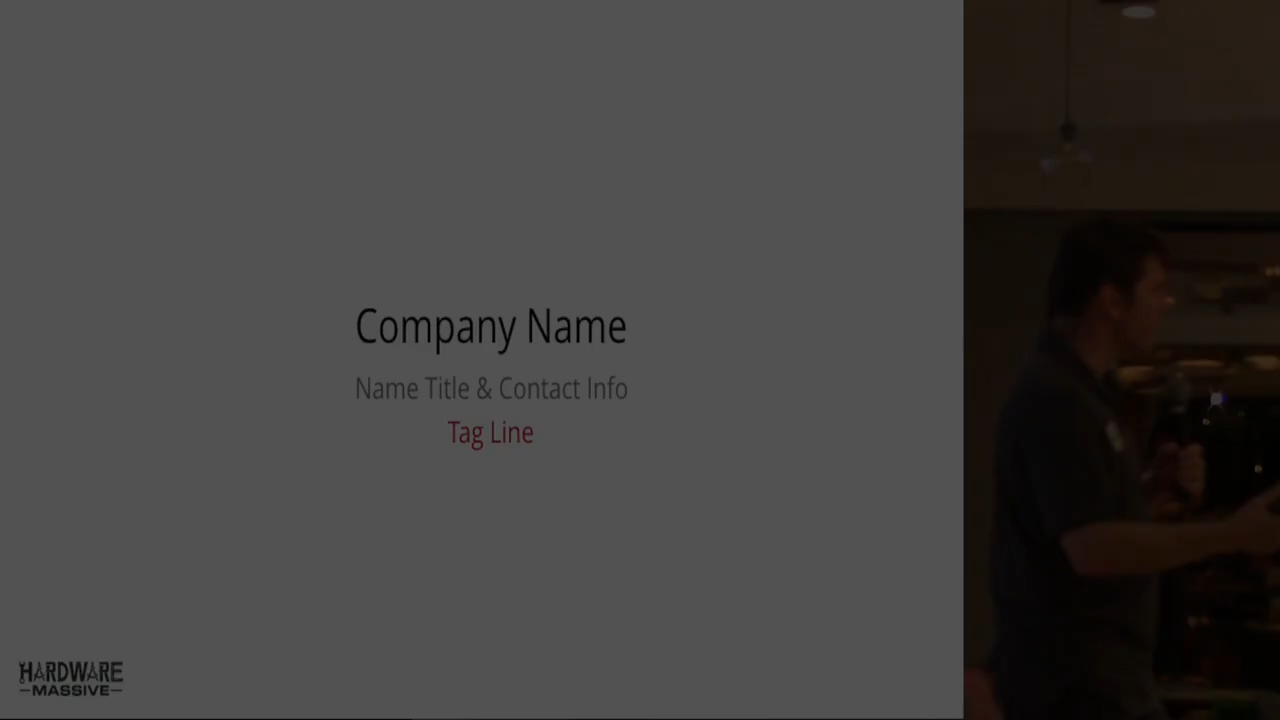 Company Name
Name Title & Contact Info
Tag Line
HARDWARE
MASSIVE